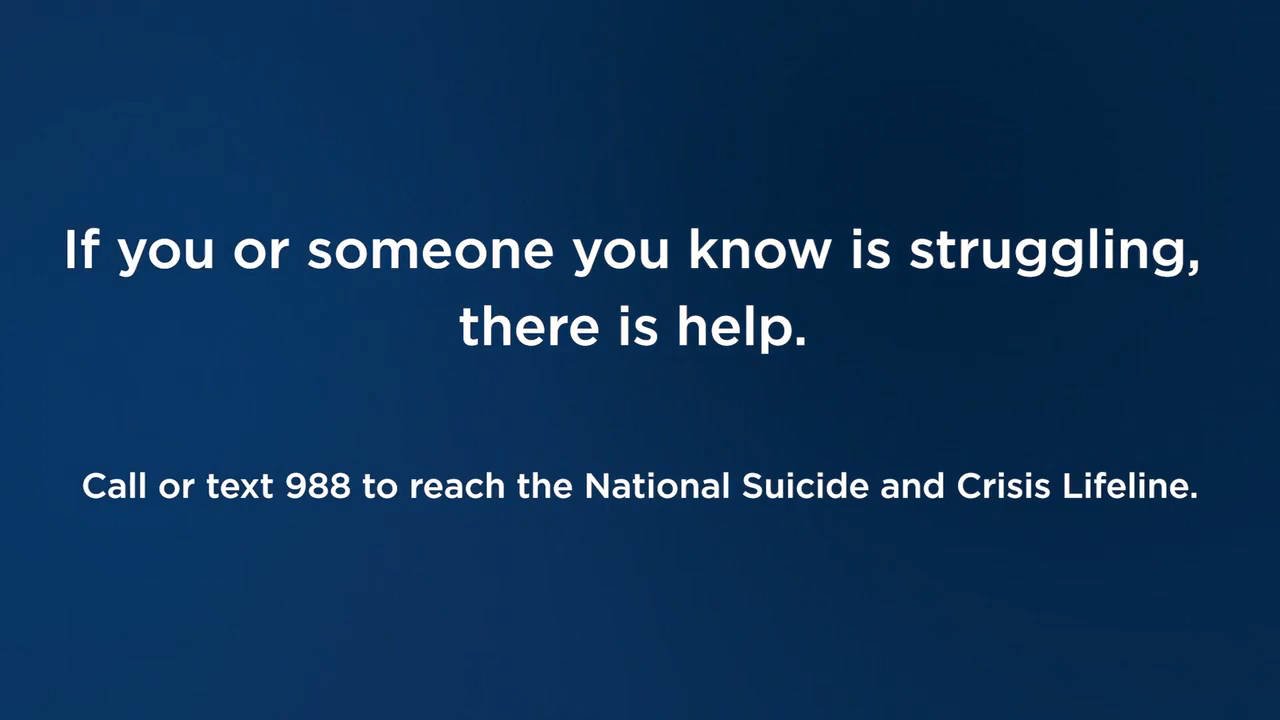 If you or someone you know is struggling,
there is help.
Call or text 988 to reach the National Suicide and Crisis Lifeline.